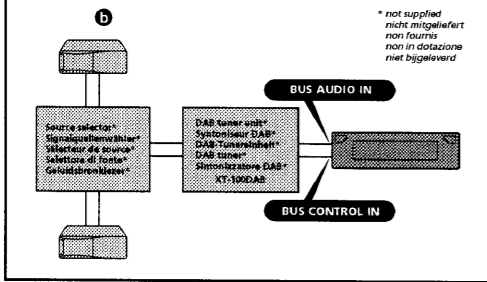 b
* not supplied
nicht mitgeliefert
non fournis
non in dotazione
niet bijgeleverd
BUS AUDIO IN
Source selector*
Signalquellenwähler*
Sélecteur de source*
Selettore di fonte*
Geluidsbronkiezer*
DAB tuner unit*
Syntoniseur DAB*
DAB-Tunereinheit*
DAB tuner*
Sintonizzatore DAB*
XT-100DAB
BUS CONTROL IN